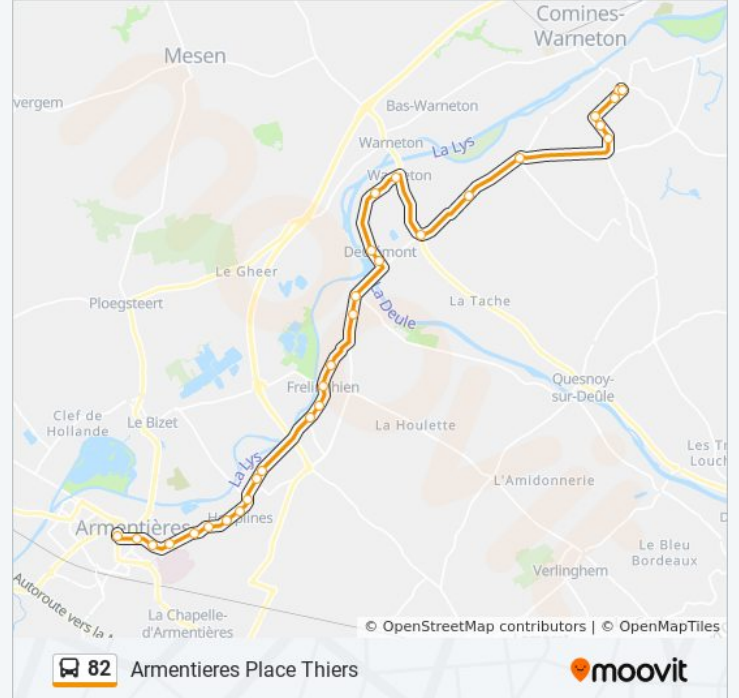 Comines-
Warneton
Mesen
vergem
Bas-Warneton
Warneton
La Lys
Warneton
Deûlémont
Le Gheer
La Deule
La Tache
Ploegsteert
Frelinghien
Quesnoy-
sur-Deûle
Clef de
Hollande
Le Bizet
La Houlette
Les Tr
Louch
La Lys
L'Amidonnerie
Armentières
Houplines
Le Bleu
Bordeaux
Verlinghem
Autoroute vers la
La Chapelle-
d'Armentières
© OpenStreetMap contributors | © OpenMapTiles
82 Armentieres Place Thiers
moovit